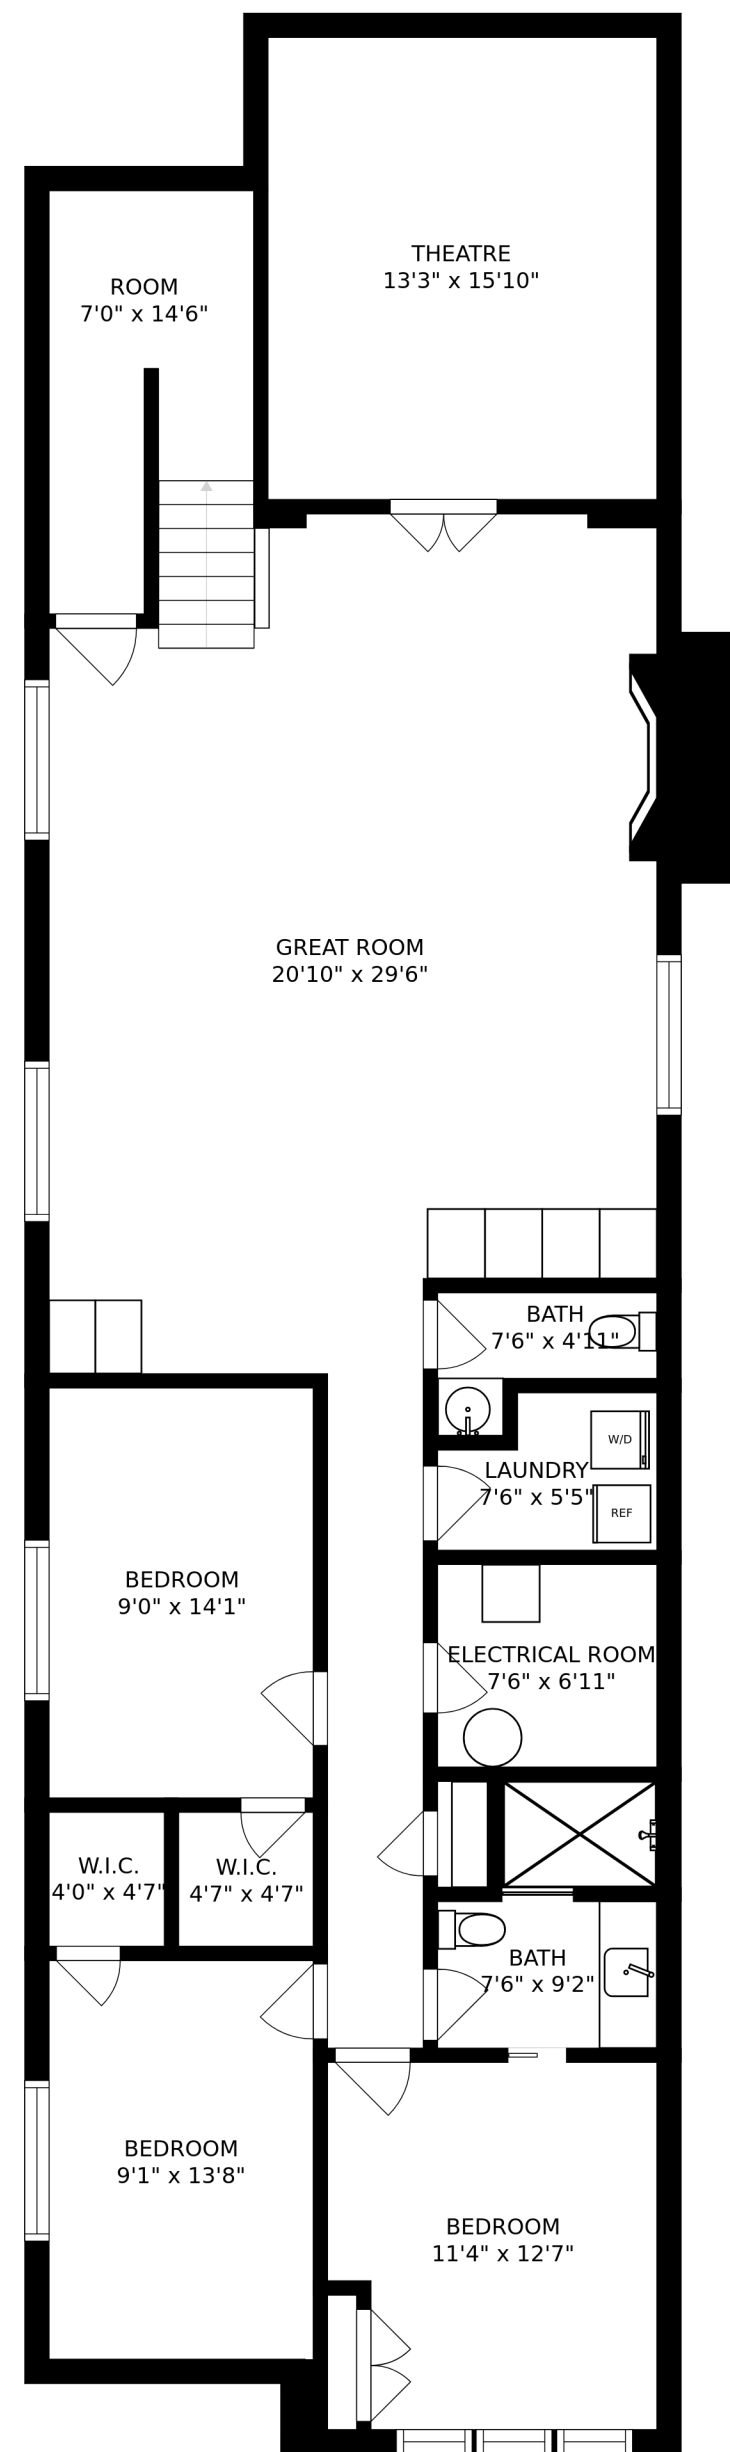 THEATRE
13'3" x 15'10"
ROOM
7'0" x 14'6"
GREAT ROOM
20'10" x 29'6"
BATH
7'6" x 4'11"
W/D
LAUNDRY
7'6" x 5'5"
REF
BEDROOM
9'0" x 14'1"
ELECTRICAL ROOM
7'6" x 6'11"
W.I.C.
4'0" x 4'7"
W.I.C.
4'7" x 4'7"
BATH
7'6" x 9'2"
BEDROOM
9'1" x 13'8"
BEDROOM
11'4" x 12'7"